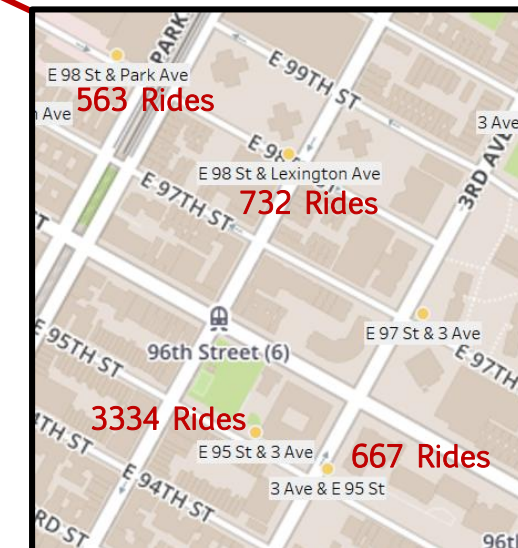 PARK
E 98 St & Park Ave
563 Rides
Ave
E 99TH ST
3 Ave
E 98 St & Lexington Ave
732 Rides
E 97TH ST
3RD AVE
96th Street (6)
E 97 St & 3 Ave
E 97TH
E 95TH ST
3334 Rides
E 95 St & 3 Ave
667 Rides
3 Ave & E 95 St
4TH ST
E 94TH ST
RD ST
96t